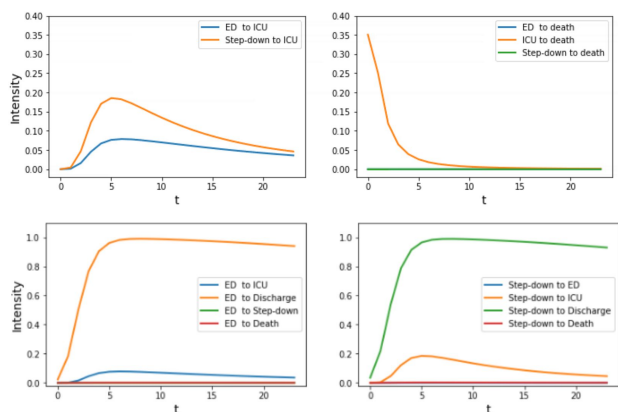 0.40
0.35
0.30
0.25
0.20
0.15
0.10
0.05
0.00
Intensity
ED to ICU
Step-down to ICU
0 5 10 15 20
t
0.40
0.35
0.30
0.25
0.20
0.15
0.10
0.05
0.00
ED to death
ICU to death
Step-down to death
0 5 10 15 20
t
1.0
0.8
0.6
0.4
0.2
0.0
Intensity
ED to ICU
ED to Discharge
ED to Step-down
ED to Death
0 5 10 15 20
t
1.0
0.8
0.6
0.4
0.2
0.0
Step-down to ED
Step-down to ICU
Step-down to Discharge
Step-down to Death
0 5 10 15 20
t